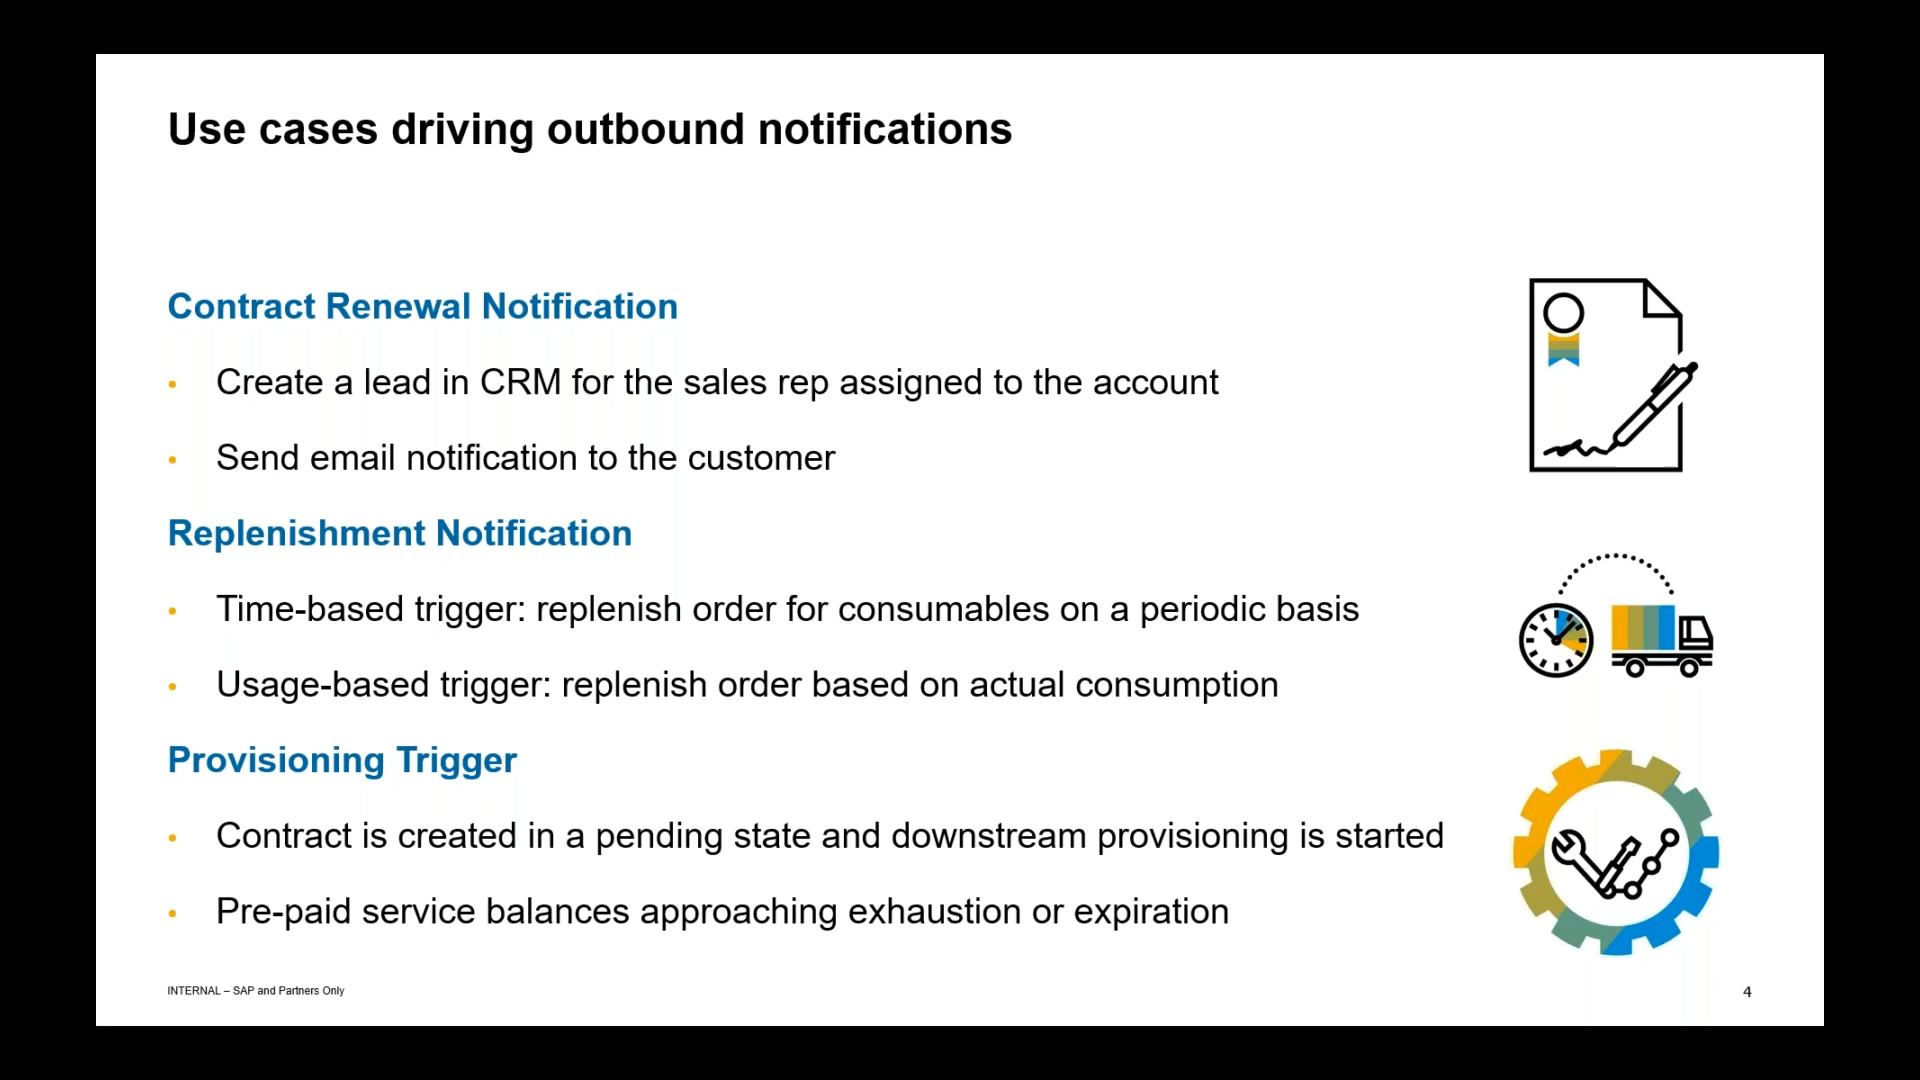 Use cases driving outbound notifications
Contract Renewal Notification
• Create a lead in CRM for the sales rep assigned to the account
• Send email notification to the customer
Replenishment Notification
• Time-based trigger: replenish order for consumables on a periodic basis
• Usage-based trigger: replenish order based on actual consumption
Provisioning Trigger
• Contract is created in a pending state and downstream provisioning is started
• Pre-paid service balances approaching exhaustion or expiration
INTERNAL – SAP and Partners Only
4